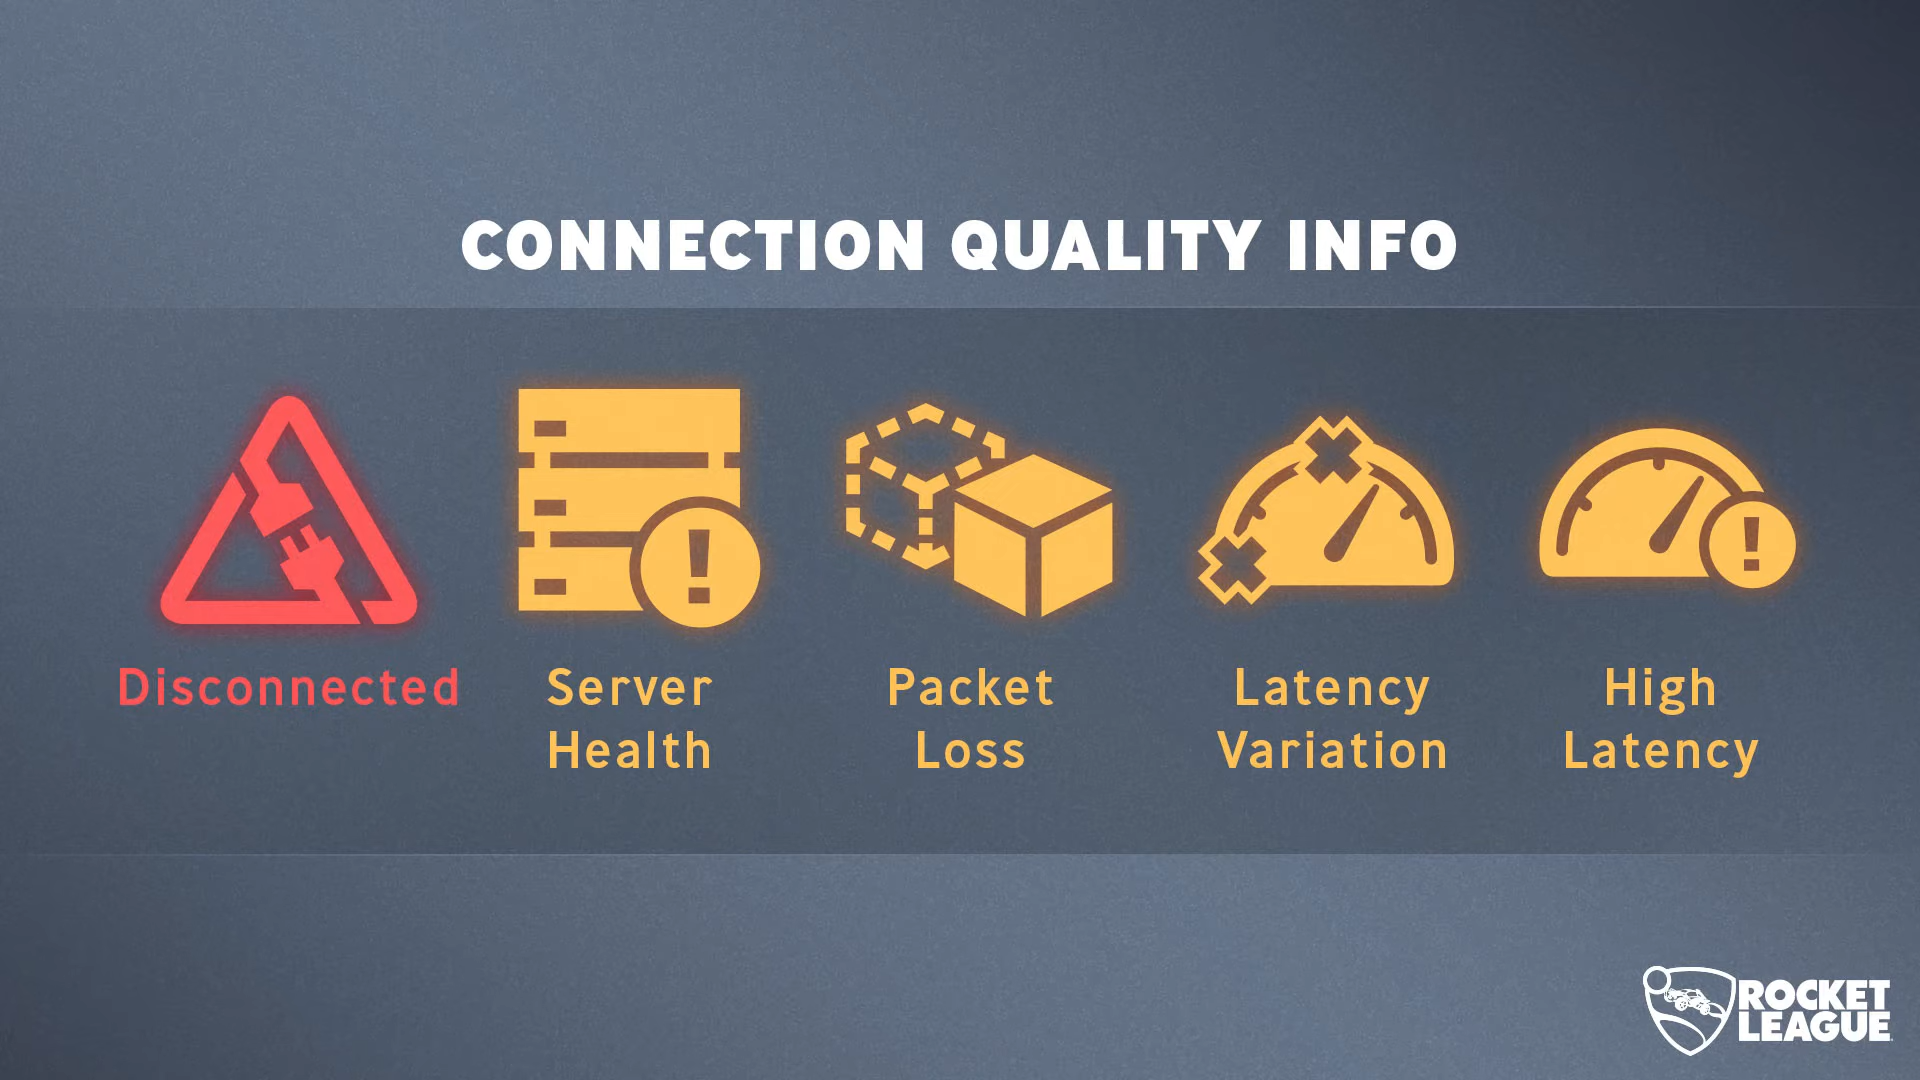 CONNECTION QUALITY INFO
Disconnected
Server
Health
Packet
Loss
Latency
Variation
High
Latency
ROCKET
LEAGUE